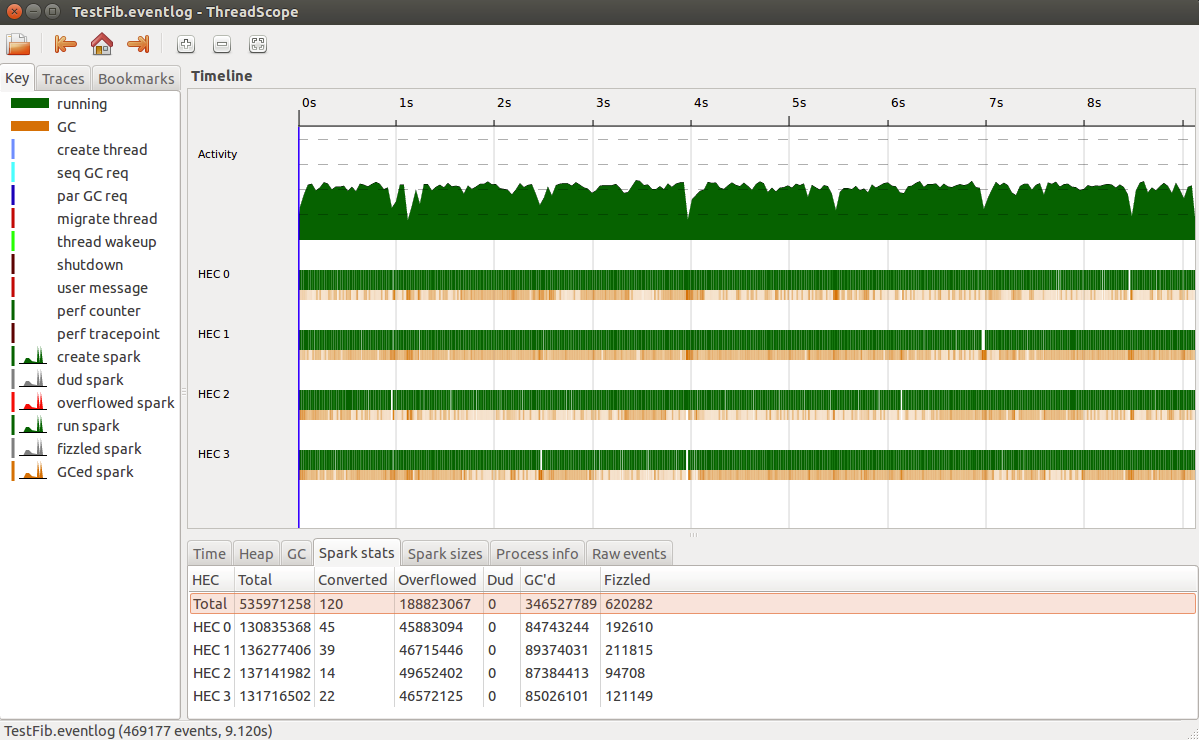 TestFib.eventlog - ThreadScope
Key Traces Bookmarks
running
GC
create thread
seq GC req
par GC req
migrate thread
thread wakeup
shutdown
user message
perf counter
perf tracepoint
create spark
dud spark
overflowed spark
run spark
fizzled spark
GCed spark
Timeline
0s 1s 2s 3s 4s 5s 6s 7s 8s
Activity
HEC 0
HEC 1
HEC 2
HEC 3
Time Heap GC Spark stats Spark sizes Process info Raw events
HEC Total Converted Overflowed Dud GC'd Fizzled
Total 535971258 120 188823067 0 346527789 620282
HEC 0 130835368 45 45883094 0 84743244 192610
HEC 1 136277406 39 46715446 0 89374031 211815
HEC 2 137141982 14 49652402 0 87384413 94708
HEC 3 131716502 22 46572125 0 85026101 121149
TestFib.eventlog (469177 events, 9.120s)